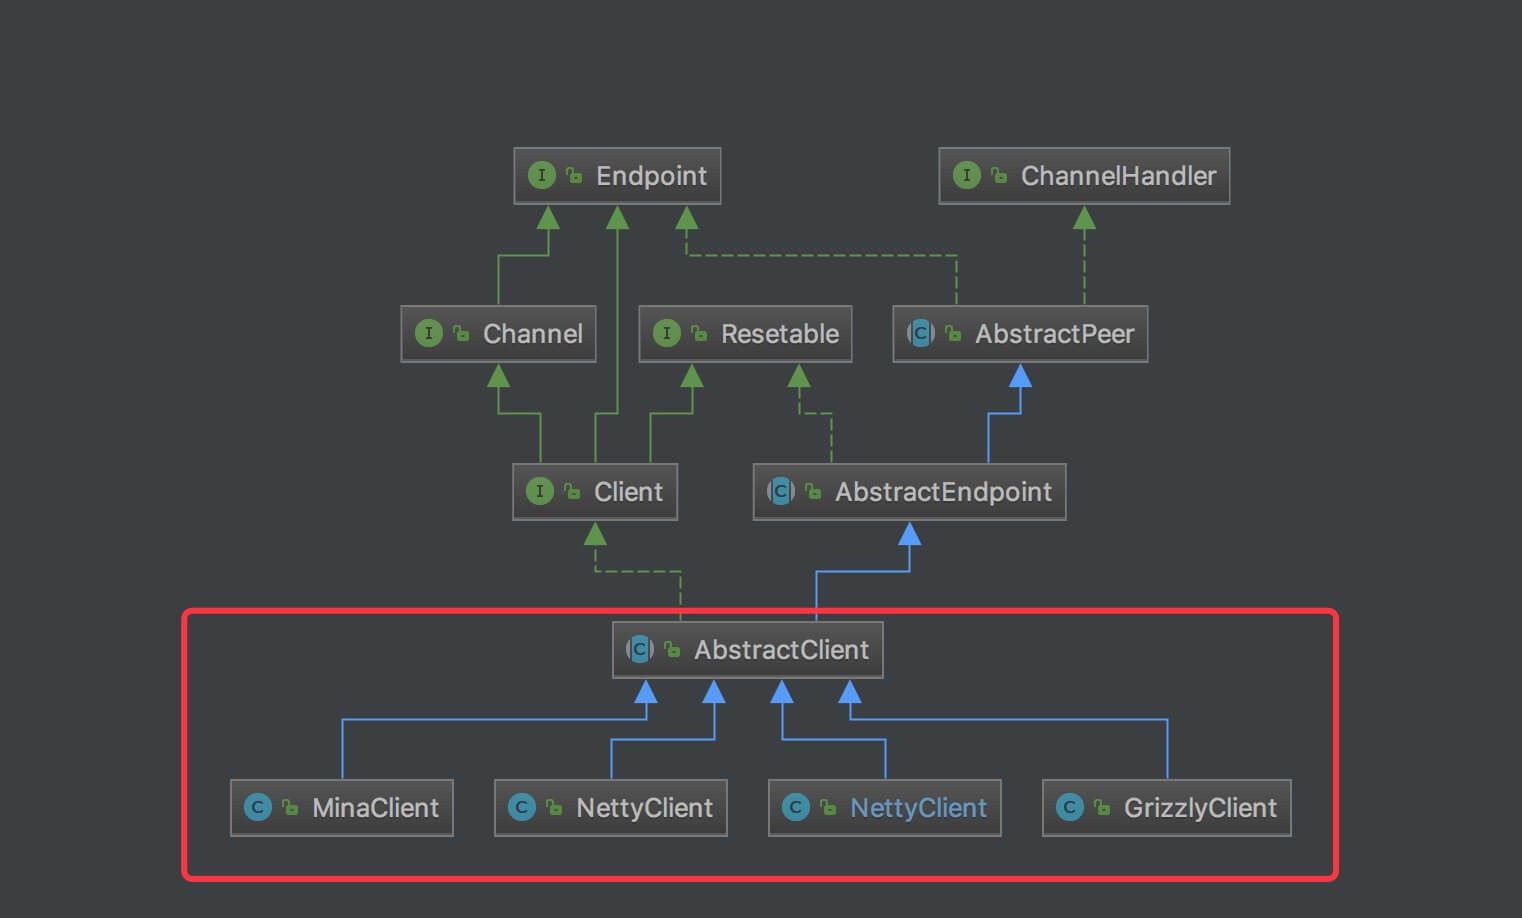 I Endpoint
I ChannelHandler
I Channel
I Resetable
C AbstractPeer
I Client
C AbstractEndpoint
C AbstractClient
C MinaClient
C NettyClient
C NettyClient
C GrizzlyClient